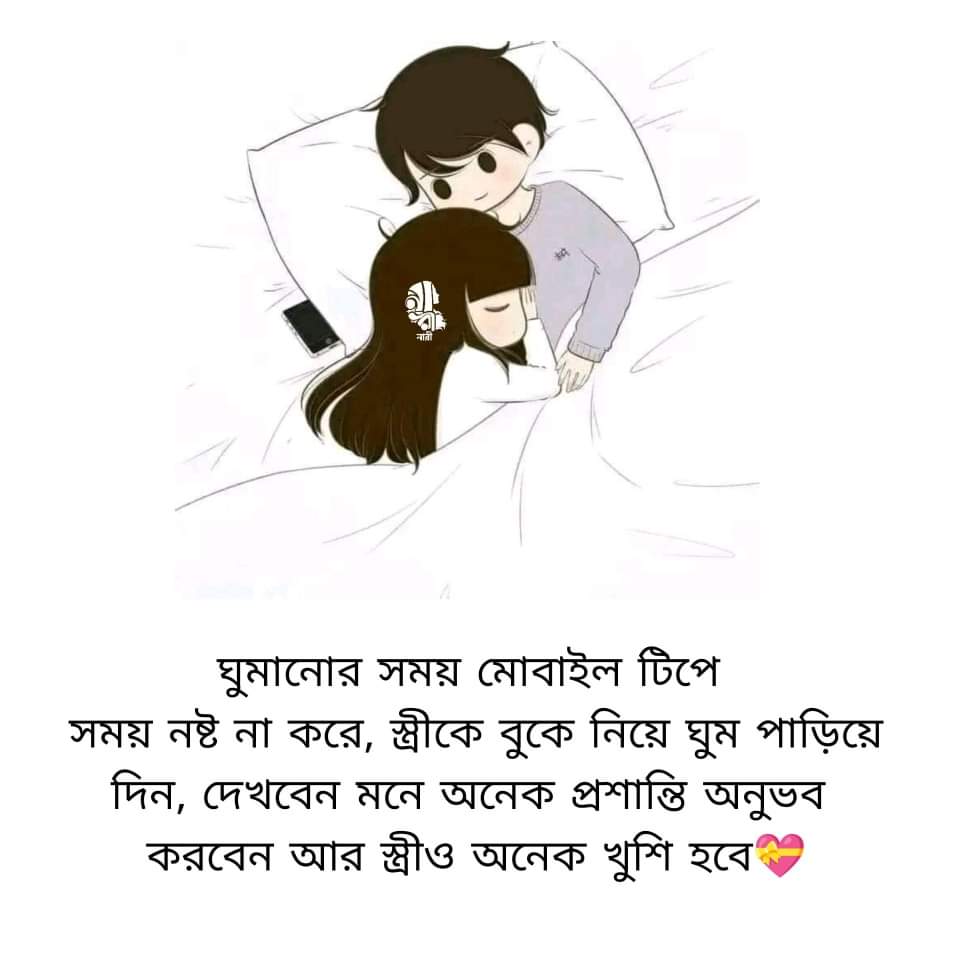 নারী
ঘুমানোর সময় মোবাইল টিপে
সময় নষ্ট না করে, স্ত্রীকে বুকে নিয়ে ঘুম পাড়িয়ে
দিন, দেখবেন মনে অনেক প্রশান্তি অনুভব
করবেন আর স্ত্রীও অনেক খুশি হবে💝